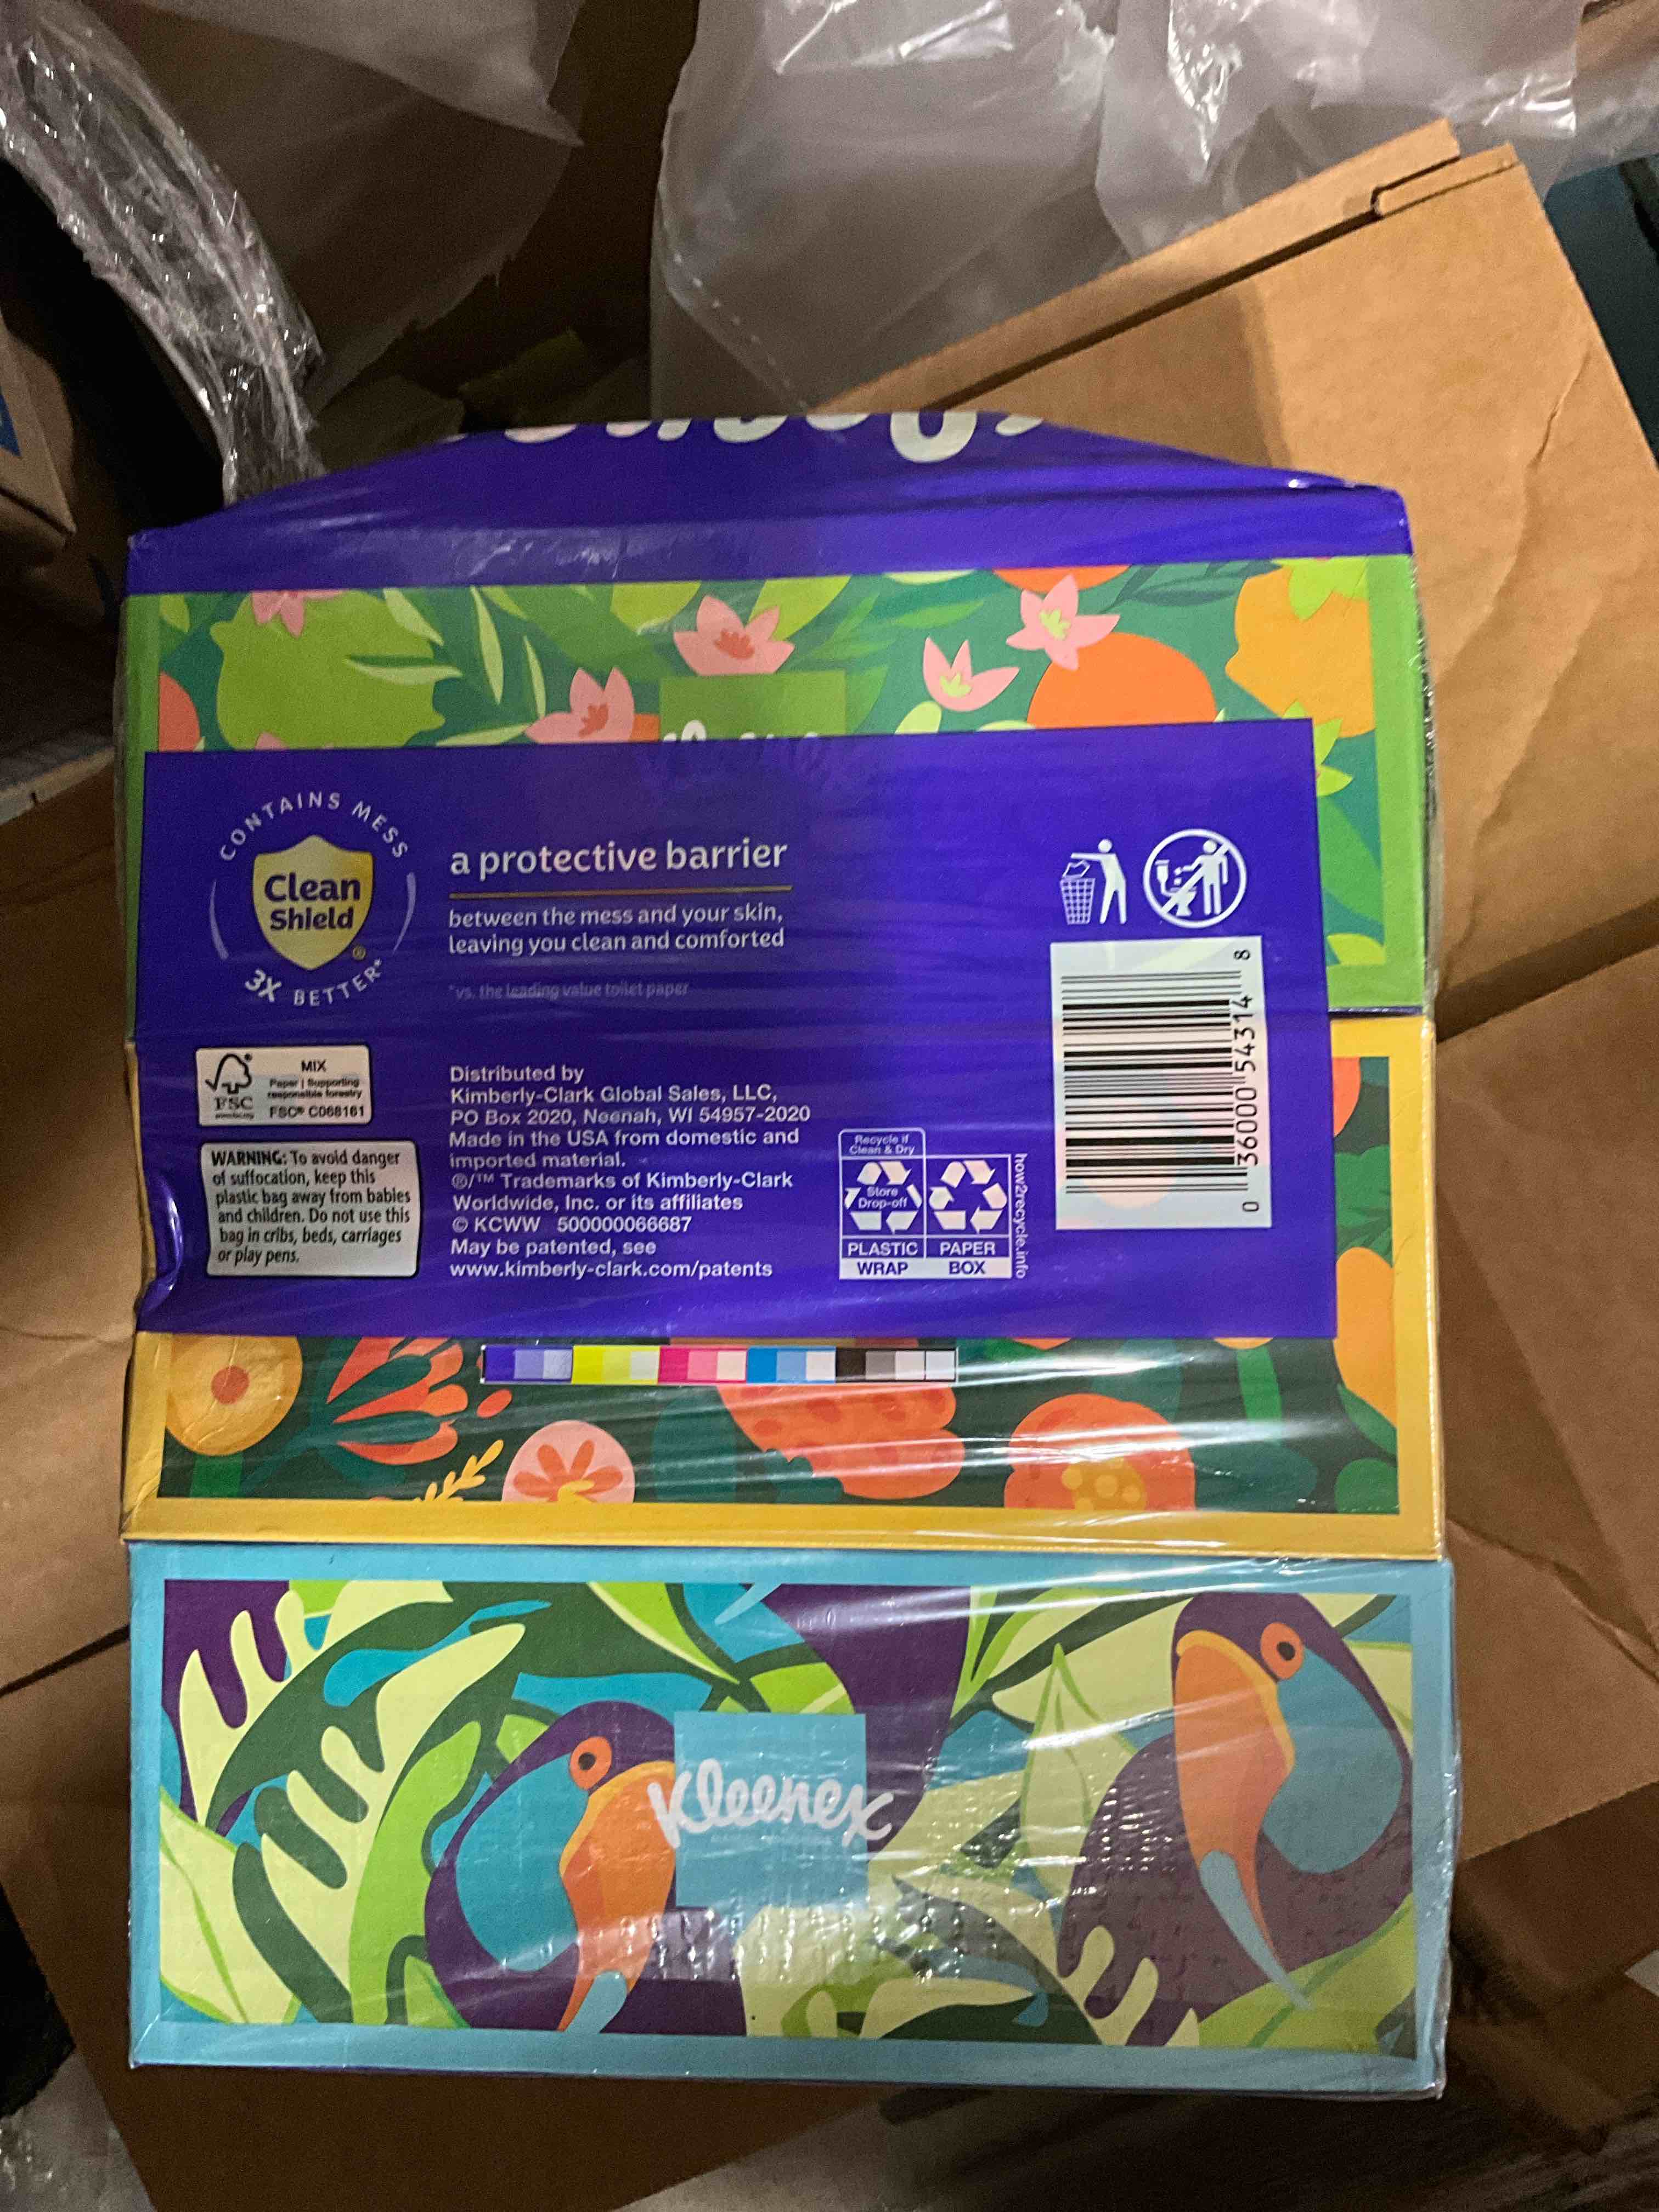 CONTAINS MESS
Clean
Shield
®
3X BETTER*
a protective barrier
between the mess and your skin,
leaving you clean and comforted
*vs. the leading value toilet paper
FSC
MIX
Paper | Supporting
responsible forestry
FSC® C068161
WARNING: To avoid danger
of suffocation, keep this
plastic bag away from babies
and children. Do not use this
bag in cribs, beds, carriages
or play pens.
Distributed by
Kimberly-Clark Global Sales, LLC,
PO Box 2020, Neenah, WI 54957-2020
Made in the USA from domestic and
imported material.
®/™ Trademarks of Kimberly-Clark
Worldwide, Inc. or its affiliates
© KCWW 500000066687
May be patented, see
www.kimberly-clark.com/patents
Recycle if
Clean & Dry
Store
Drop-off
PLASTIC
WRAP
PAPER
BOX
how2recycle.info
0 36000 54314 8
Kleenex